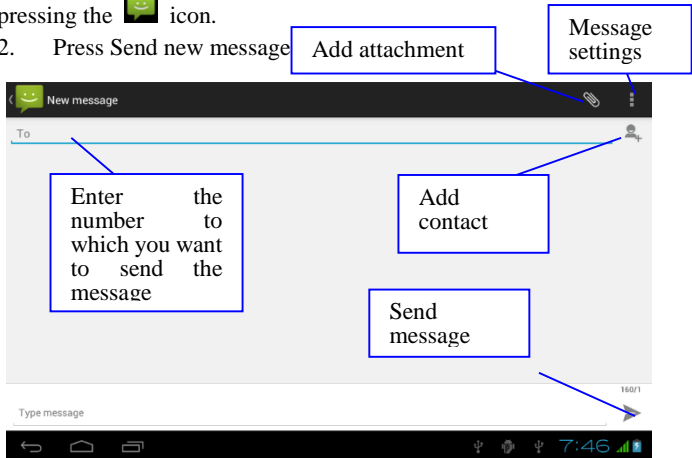 pressing the icon.
2. Press Send new message
Add attachment
Message
settings
New message
To
Enter the
number to
which you want
to send the
message
Add
contact
Send
message
160/1
Type message
7:46